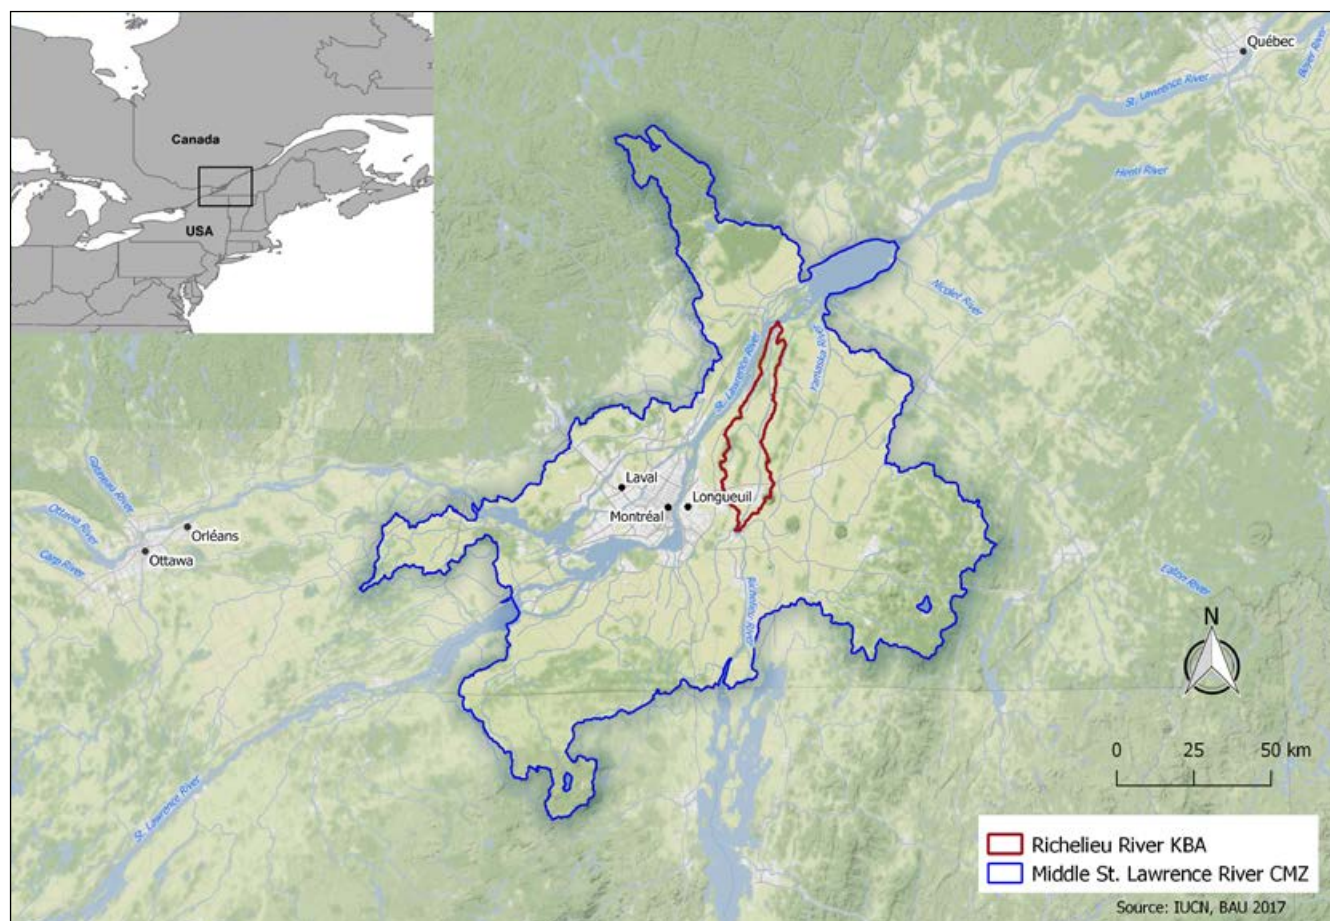 Canada
USA
Québec
Boyer River
St. Lawrence River
Henri River
Nicolet River
St. Lawrence River
Yamaska River
Laval
Longueuil
Montréal
Gatineau River
Ottawa River
Orléans
Carp River
Ottawa
Richelieu River
Eaton River
N
St. Lawrence River
0 25 50 km
Richelieu River KBA
Middle St. Lawrence River CMZ
Source: IUCN, BAU 2017